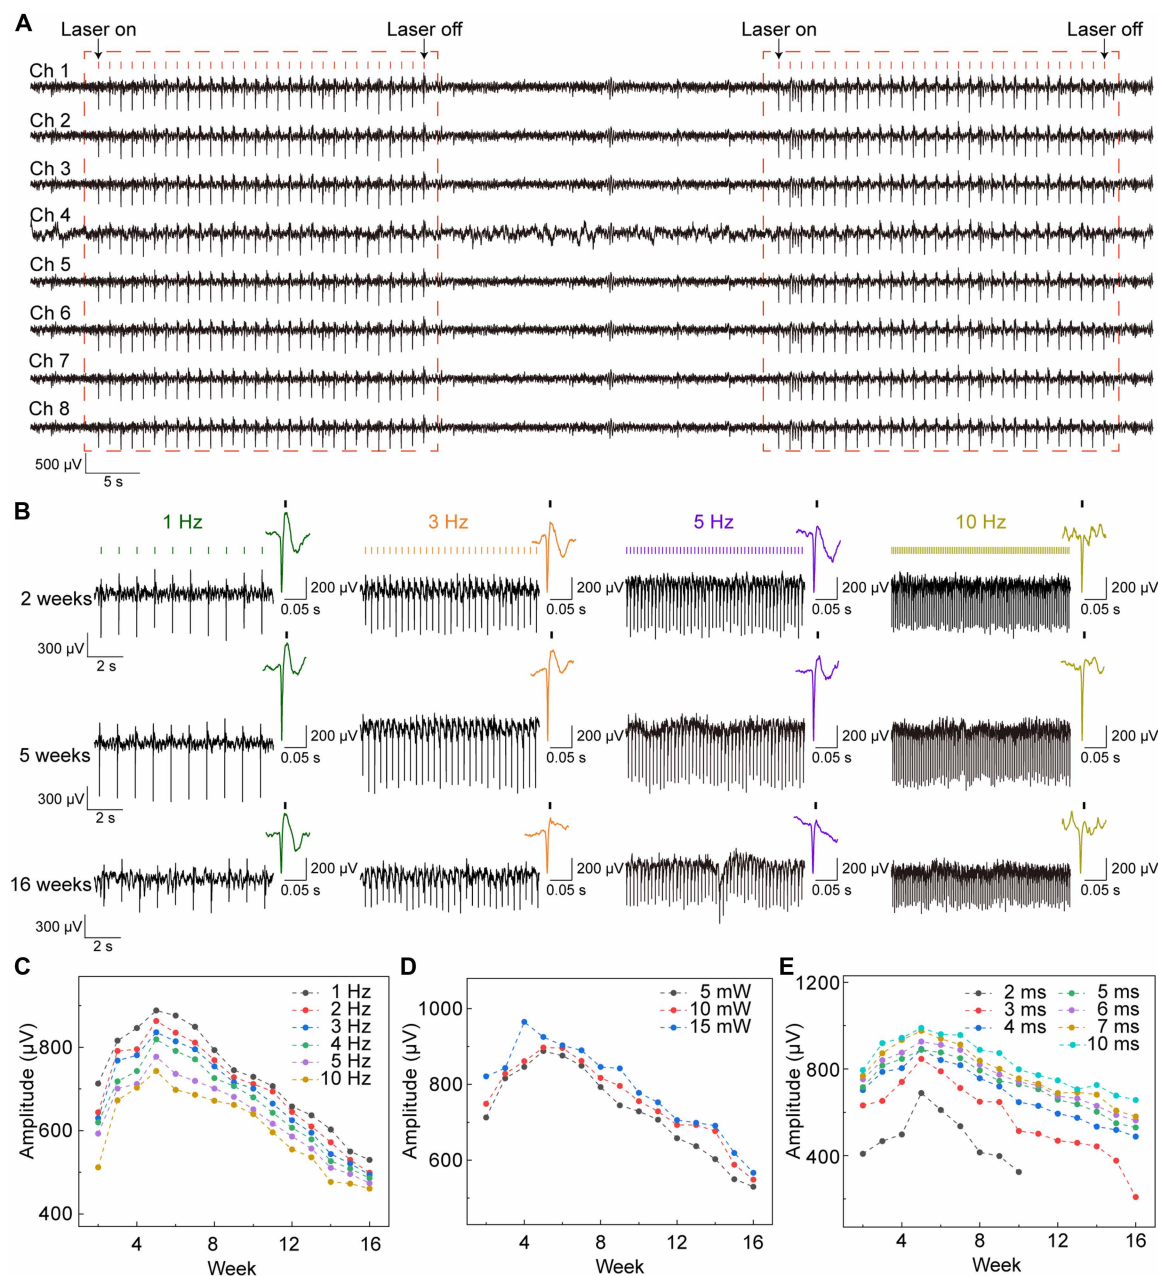 A
Laser on
Laser off
Laser on
Laser off
Ch 1
Ch 2
Ch 3
Ch 4
Ch 5
Ch 6
Ch 7
Ch 8
500 µV
5 s
B
1 Hz
3 Hz
5 Hz
10 Hz
2 weeks
200 µV
0.05 s
200 µV
0.05 s
200 µV
0.05 s
200 µV
0.05 s
300 µV
2 s
5 weeks
200 µV
0.05 s
200 µV
0.05 s
200 µV
0.05 s
200 µV
0.05 s
300 µV
2 s
16 weeks
200 µV
0.05 s
200 µV
0.05 s
200 µV
0.05 s
200 µV
0.05 s
300 µV
2 s
C
1 Hz
2 Hz
3 Hz
4 Hz
5 Hz
10 Hz
Amplitude (µV)
800
600
400
4
8
12
16
Week
D
5 mW
10 mW
15 mW
Amplitude (µV)
1000
800
600
4
8
12
16
Week
E
2 ms
3 ms
4 ms
5 ms
6 ms
7 ms
10 ms
Amplitude (µV)
1200
800
400
4
8
12
16
Week